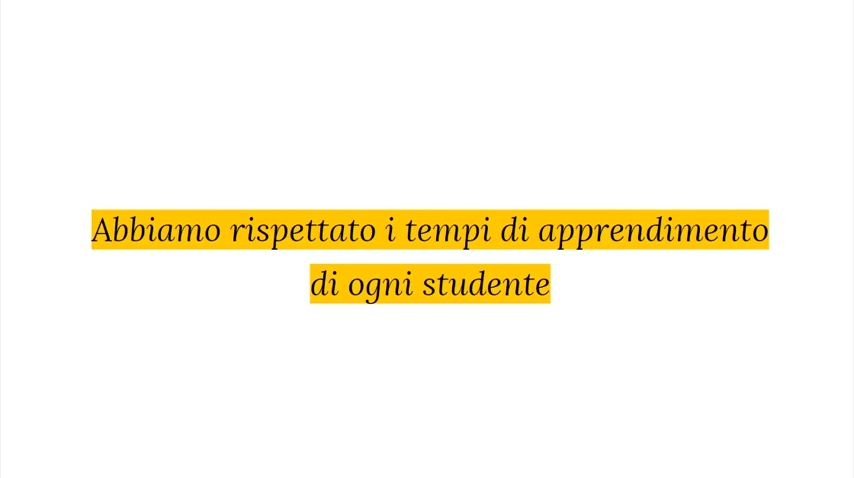 Abbiamo rispettato i tempi di apprendimento
di ogni studente